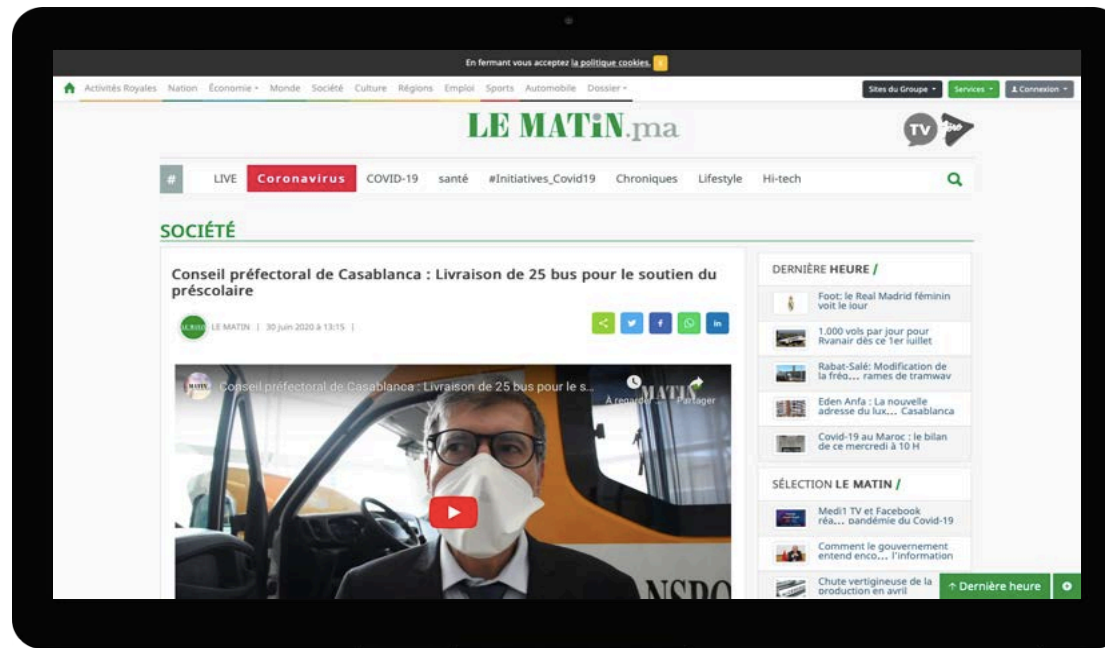 En fermant vous acceptez la politique cookies.
Activités Royales Nation Économie Monde Société Culture Régions Emploi Sports Automobile Dossier
Sites du Groupe Services Connexion
LE MATiN.ma
TV
# LIVE Coronavirus COVID-19 santé #Initiatives_Covid19 Chroniques Lifestyle Hi-tech
SOCIÉTÉ
Conseil préfectoral de Casablanca : Livraison de 25 bus pour le soutien du
préscolaire
LE MATIN | 30 juin 2020 à 13:15 |
Conseil préfectoral de Casablanca : Livraison de 25 bus pour le s...
À regarder ... Partager
MATIN
NSPO
DERNIÈRE HEURE /
Foot: le Real Madrid féminin
voit le jour
1.000 vols par jour pour
Ryanair dès ce 1er juillet
Rabat-Salé: Modification de
la fréq... rames de tramway
Eden Anfa : La nouvelle
adresse du lux... Casablanca
Covid-19 au Maroc : le bilan
de ce mercredi à 10 H
SÉLECTION LE MATIN /
Medi1 TV et Facebook
réa... pandémie du Covid-19
Comment le gouvernement
entend enco... l'information
Chute vertigineuse de la
production en avril
↑ Dernière heure